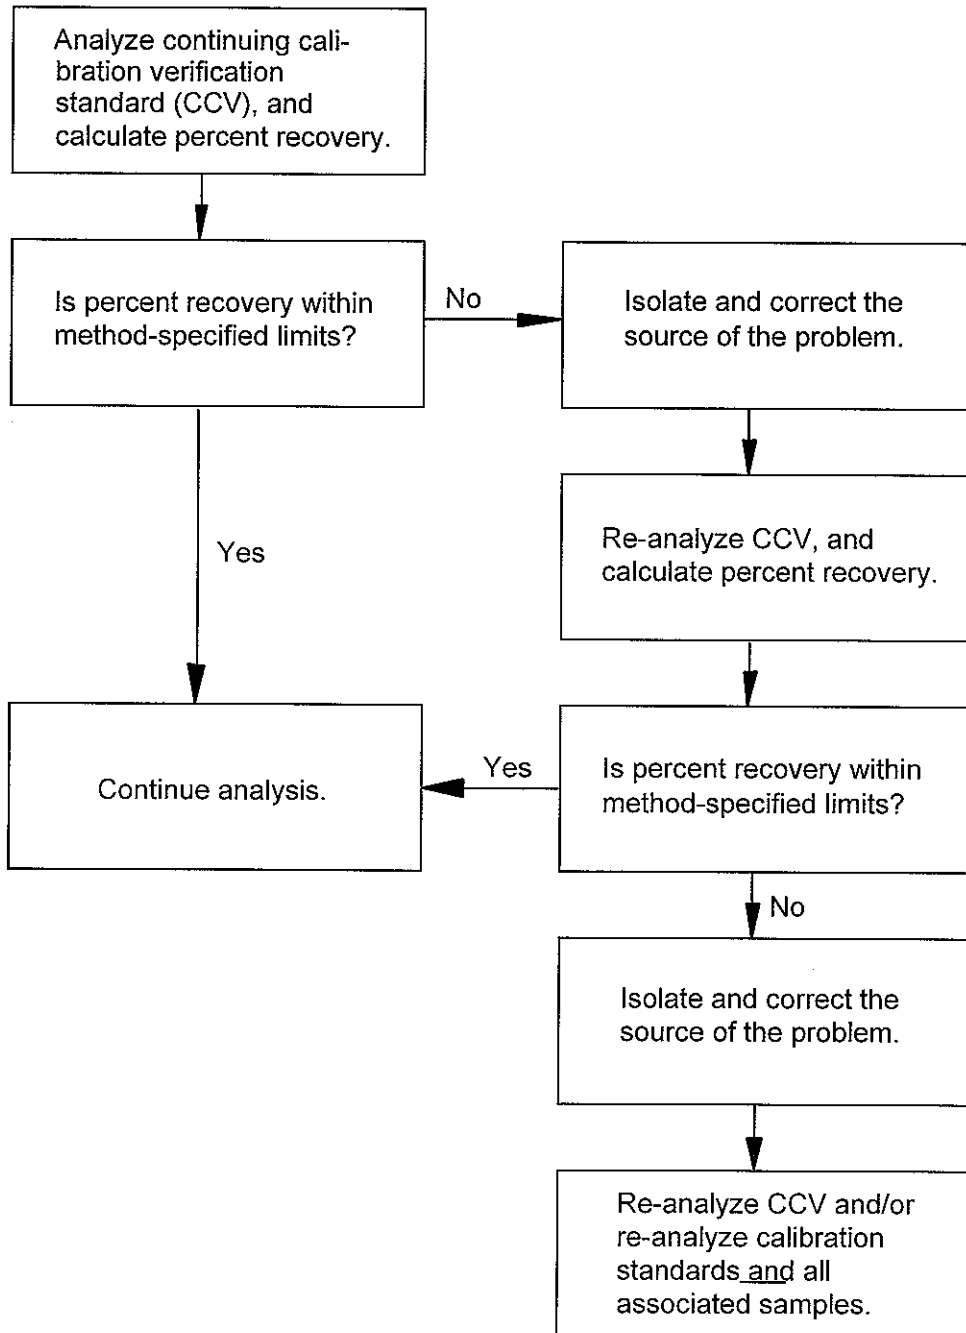 Analyze continuing cali-
bration verification
standard (CCV), and
calculate percent recovery.
Is percent recovery within
method-specified limits?
No
Isolate and correct the
source of the problem.
Yes
Re-analyze CCV, and
calculate percent recovery.
Continue analysis.
Yes
Is percent recovery within
method-specified limits?
No
Isolate and correct the
source of the problem.
Re-analyze CCV and/or
re-analyze calibration
standards and all
associated samples.